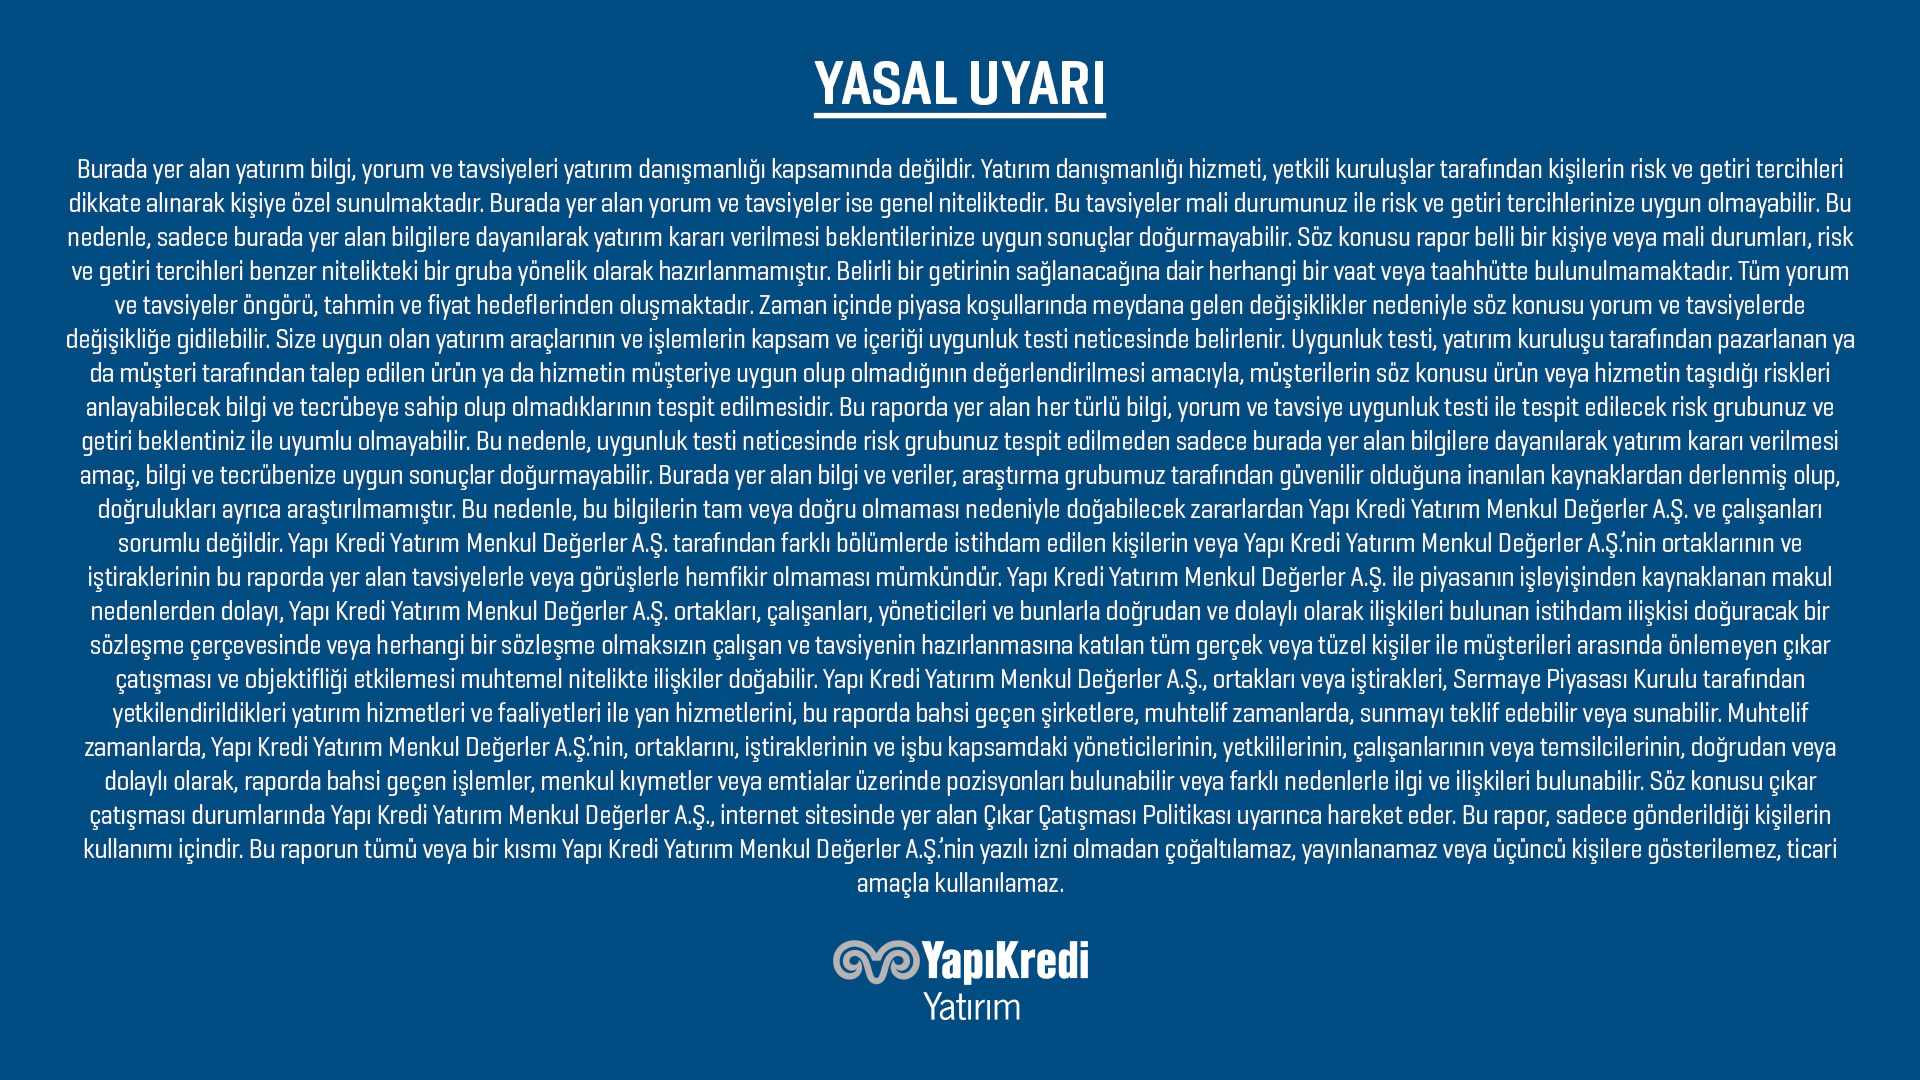 YASAL UYARI
Burada yer alan yatırım bilgi, yorum ve tavsiyeleri yatırım danışmanlığı kapsamında değildir. Yatırım danışmanlığı hizmeti, yetkili kuruluşlar tarafından kişilerin risk ve getiri tercihleri
dikkate alınarak kişiye özel sunulmaktadır. Burada yer alan yorum ve tavsiyeler ise genel niteliktedir. Bu tavsiyeler mali durumunuz ile risk ve getiri tercihlerinize uygun olmayabilir. Bu
nedenle, sadece burada yer alan bilgilere dayanılarak yatırım kararı verilmesi beklentilerinize uygun sonuçlar doğurmayabilir. Söz konusu rapor belli bir kişiye veya mali durumları, risk
ve getiri tercihleri benzer nitelikteki bir gruba yönelik olarak hazırlanmamıştır. Belirli bir getirinin sağlanacağına dair herhangi bir vaat veya taahhütte bulunulmamaktadır. Tüm yorum
ve tavsiyeler öngörü, tahmin ve fiyat hedeflerinden oluşmaktadır. Zaman içinde piyasa koşullarında meydana gelen değişiklikler nedeniyle söz konusu yorum ve tavsiyelerde
değişikliğe gidilebilir. Size uygun olan yatırım araçlarının ve işlemlerin kapsam ve içeriği uygunluk testi neticesinde belirlenir. Uygunluk testi, yatırım kuruluşu tarafından pazarlanan ya
da müşteri tarafından talep edilen ürün ya da hizmetin müşteriye uygun olup olmadığının değerlendirilmesi amacıyla, müşterilerin söz konusu ürün veya hizmetin taşıdığı riskleri
anlayabilecek bilgi ve tecrübeye sahip olup olmadıklarının tespit edilmesidir. Bu raporda yer alan her türlü bilgi, yorum ve tavsiye uygunluk testi ile tespit edilecek risk grubunuz ve
getiri beklentiniz ile uyumlu olmayabilir. Bu nedenle, uygunluk testi neticesinde risk grubunuz tespit edilmeden sadece burada yer alan bilgilere dayanılarak yatırım kararı verilmesi
amaç, bilgi ve tecrübenize uygun sonuçlar doğurmayabilir. Burada yer alan bilgi ve veriler, araştırma grubumuz tarafından güvenilir olduğuna inanılan kaynaklardan derlenmiş olup,
doğrulukları ayrıca araştırılmamıştır. Bu nedenle, bu bilgilerin tam veya doğru olmaması nedeniyle doğabilecek zararlardan Yapı Kredi Yatırım Menkul Değerler A.Ş. ve çalışanları
sorumlu değildir. Yapı Kredi Yatırım Menkul Değerler A.Ş. tarafından farklı bölümlerde istihdam edilen kişilerin veya Yapı Kredi Yatırım Menkul Değerler A.Ş.’nin ortaklarının ve
iştiraklerinin bu raporda yer alan tavsiyelerle veya görüşlerle hemfikir olmaması mümkündür. Yapı Kredi Yatırım Menkul Değerler A.Ş. ile piyasanın işleyişinden kaynaklanan makul
nedenlerden dolayı, Yapı Kredi Yatırım Menkul Değerler A.Ş. ortakları, çalışanları, yöneticileri ve bunlarla doğrudan ve dolaylı olarak ilişkileri bulunan istihdam ilişkisi doğuracak bir
sözleşme çerçevesinde veya herhangi bir sözleşme olmaksızın çalışan ve tavsiyenin hazırlanmasına katılan tüm gerçek veya tüzel kişiler ile müşterileri arasında önlemeyen çıkar
çatışması ve objektifliği etkilemesi muhtemel nitelikte ilişkiler doğabilir. Yapı Kredi Yatırım Menkul Değerler A.Ş., ortakları veya iştirakleri, Sermaye Piyasası Kurulu tarafından
yetkilendirildikleri yatırım hizmetleri ve faaliyetleri ile yan hizmetlerini, bu raporda bahsi geçen şirketlere, muhtelif zamanlarda, sunmayı teklif edebilir veya sunabilir. Muhtelif
zamanlarda, Yapı Kredi Yatırım Menkul Değerler A.Ş.’nin, ortaklarını, iştiraklerinin ve işbu kapsamdaki yöneticilerinin, yetkililerinin, çalışanlarının veya temsilcilerinin, doğrudan veya
dolaylı olarak, raporda bahsi geçen işlemler, menkul kıymetler veya emtialar üzerinde pozisyonları bulunabilir veya farklı nedenlerle ilgi ve ilişkileri bulunabilir. Söz konusu çıkar
çatışması durumlarında Yapı Kredi Yatırım Menkul Değerler A.Ş., internet sitesinde yer alan Çıkar Çatışması Politikası uyarınca hareket eder. Bu rapor, sadece gönderildiği kişilerin
kullanımı içindir. Bu raporun tümü veya bir kısmı Yapı Kredi Yatırım Menkul Değerler A.Ş.’nin yazılı izni olmadan çoğaltılamaz, yayınlanamaz veya üçüncü kişilere gösterilemez, ticari
amaçla kullanılamaz.
YapıKredi
Yatırım